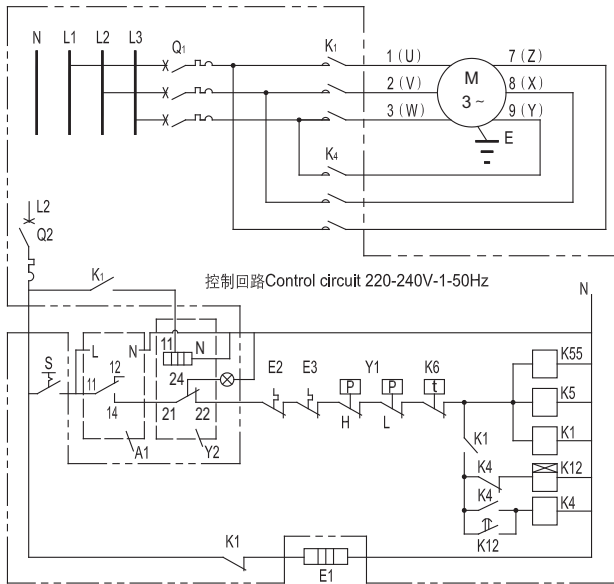 N L1 L2 L3 Q1 K1 1 (U) 7 (Z)
M
2 (V) 8 (X)
3 ~
3 (W) 9 (Y)
E
K4
L2
Q2
K1
控制回路Control circuit 220-240V-1-50Hz
N
11 N
L N
S 12 24 E2 E3 Y1 K6 K55
P P t
11 K5
14 21 22 H L
K1 K1
A1 Y2
K4 K12
K4 K4
K12
K1
E1